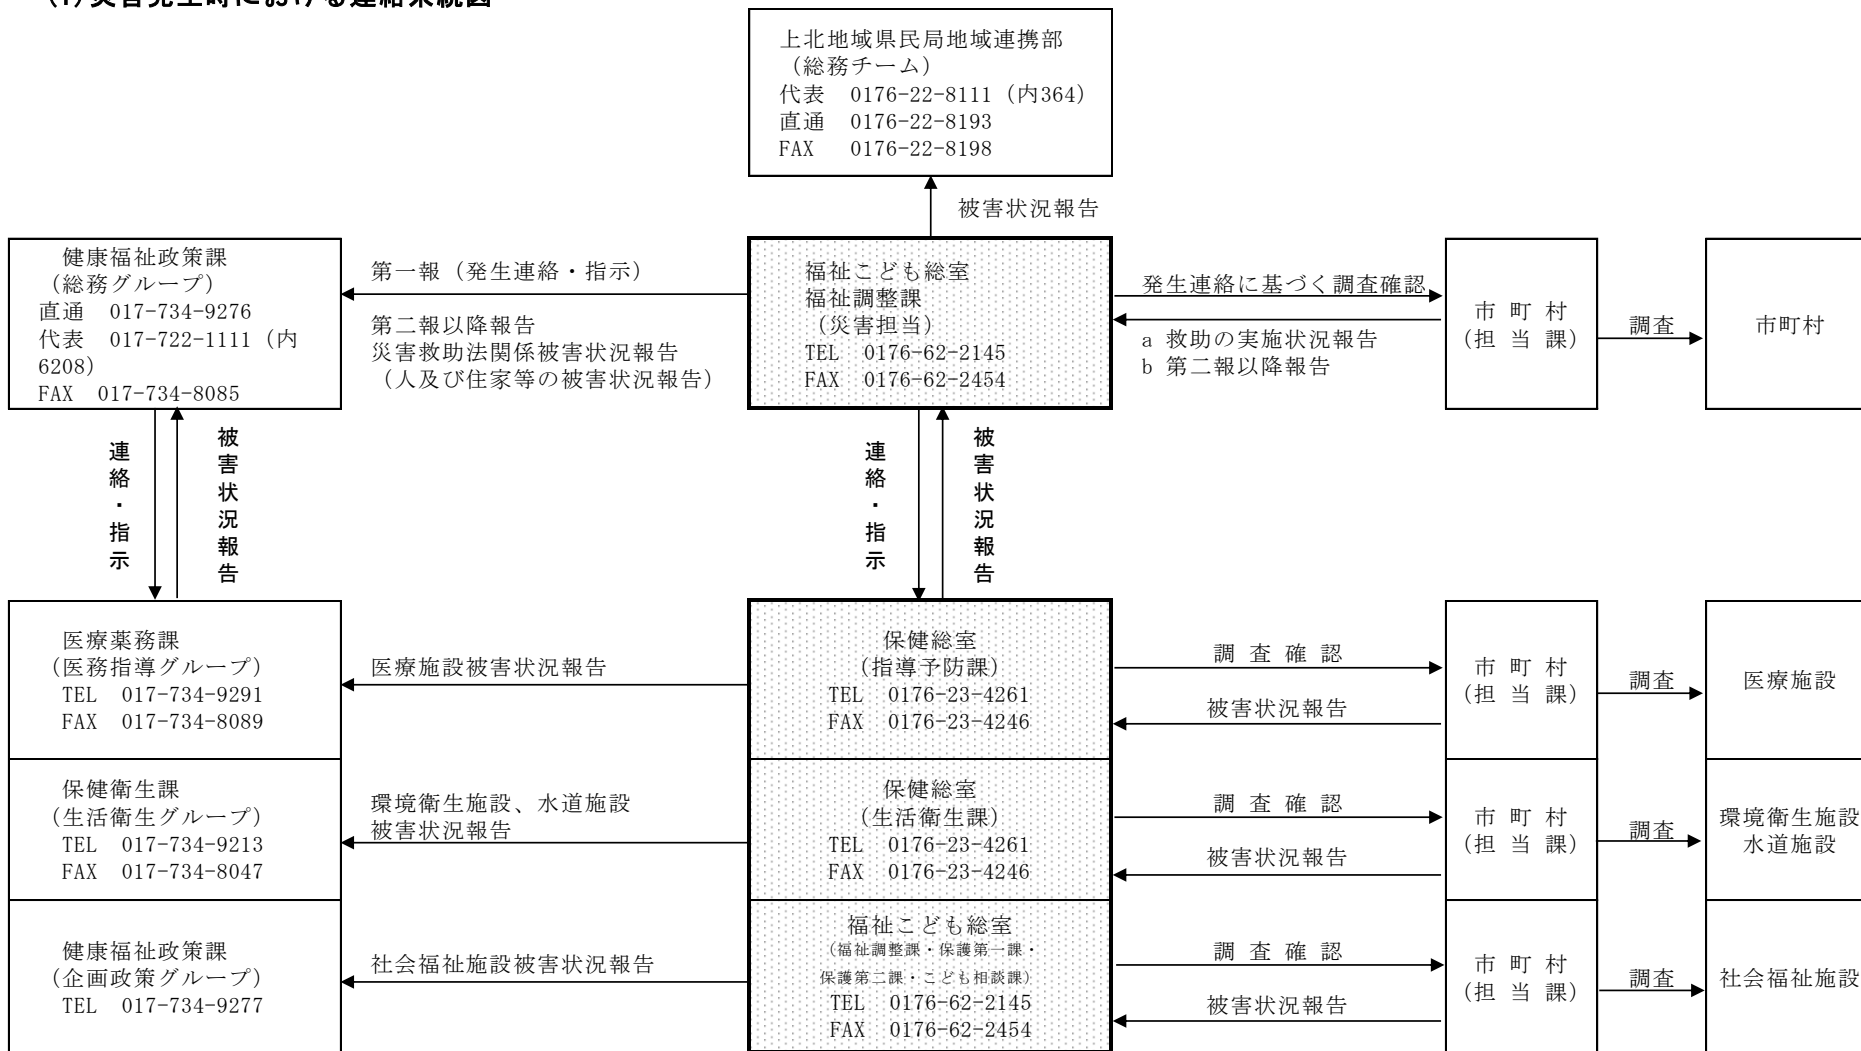 (1)災害発生時における連絡系統図
上北地域県民局地域連携部
(総務チーム)
代表 0176-22-8111 (内364)
直通 0176-22-8193
FAX 0176-22-8198
被害状況報告
健康福祉政策課
(総務グループ)
直通 017-734-9276
代表 017-722-1111 (内
6208)
FAX 017-734-8085
第一報 (発生連絡・指示)
第二報以降報告
災害救助法関係被害状況報告
(人及び住家等の被害状況報告)
福祉こども総室
福祉調整課
(災害担当)
TEL 0176-62-2145
FAX 0176-62-2454
発生連絡に基づく調査確認
a 救助の実施状況報告
b 第二報以降報告
市 町 村
(担 当 課)
調査
市町村
連絡・指示
被害状況報告
連絡・指示
被害状況報告
医療薬務課
(医務指導グループ)
TEL 017-734-9291
FAX 017-734-8089
医療施設被害状況報告
保健総室
(指導予防課)
TEL 0176-23-4261
FAX 0176-23-4246
調 査 確 認
被害状況報告
市 町 村
(担 当 課)
調査
医療施設
保健衛生課
(生活衛生グループ)
TEL 017-734-9213
FAX 017-734-8047
環境衛生施設、水道施設
被害状況報告
保健総室
(生活衛生課)
TEL 0176-23-4261
FAX 0176-23-4246
調 査 確 認
被害状況報告
市 町 村
(担 当 課)
調査
環境衛生施設
水道施設
健康福祉政策課
(企画政策グループ)
TEL 017-734-9277
社会福祉施設被害状況報告
福祉こども総室
(福祉調整課・保護第一課・
保護第二課・こども相談課)
TEL 0176-62-2145
FAX 0176-62-2454
調 査 確 認
被害状況報告
市 町 村
(担 当 課)
調査
社会福祉施設